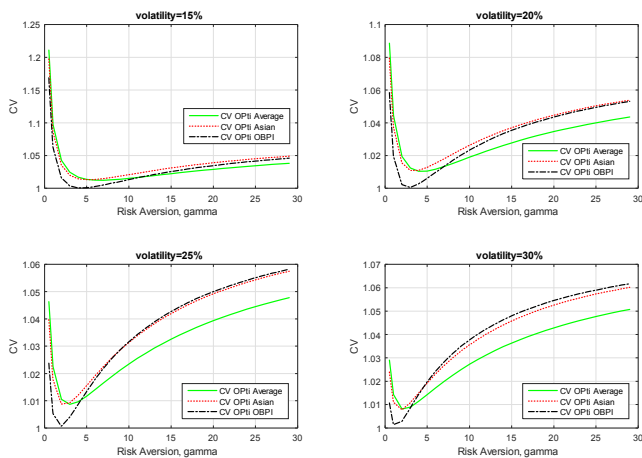 volatility=15%
1.25
1.2
1.15
1.1
1.05
1
CV
CV OPti Average
CV OPti Asian
CV OPti OBPI
0 5 10 15 20 25 30
Risk Aversion, gamma
volatility=20%
1.1
1.08
1.06
1.04
1.02
1
CV
CV OPti Average
CV OPti Asian
CV OPti OBPI
0 5 10 15 20 25 30
Risk Aversion, gamma
volatility=25%
1.06
1.05
1.04
1.03
1.02
1.01
1
CV
CV OPti Average
CV OPti Asian
CV OPti OBPI
0 5 10 15 20 25 30
Risk Aversion, gamma
volatility=30%
1.07
1.06
1.05
1.04
1.03
1.02
1.01
1
CV
CV OPti Average
CV OPti Asian
CV OPti OBPI
0 5 10 15 20 25 30
Risk Aversion, gamma